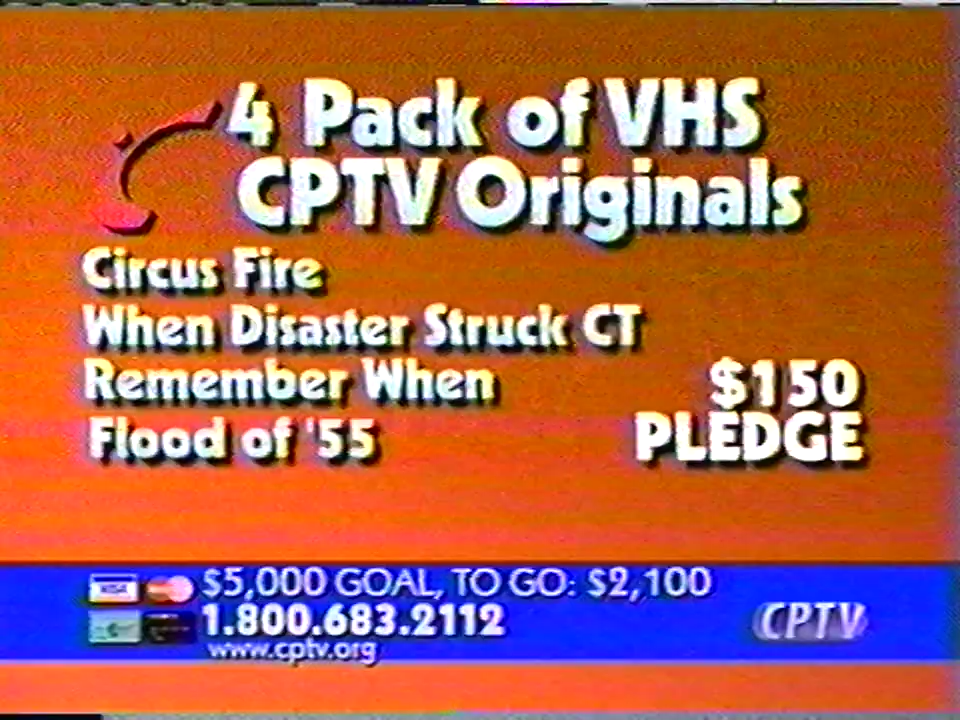 4 Pack of VHS
CPTV Originals
Circus Fire
When Disaster Struck CT
Remember When
Flood of '55
$150
PLEDGE
VISA
$5,000 GOAL, TO GO: $2,100
1.800.683.2112
www.cptv.org
CPTV